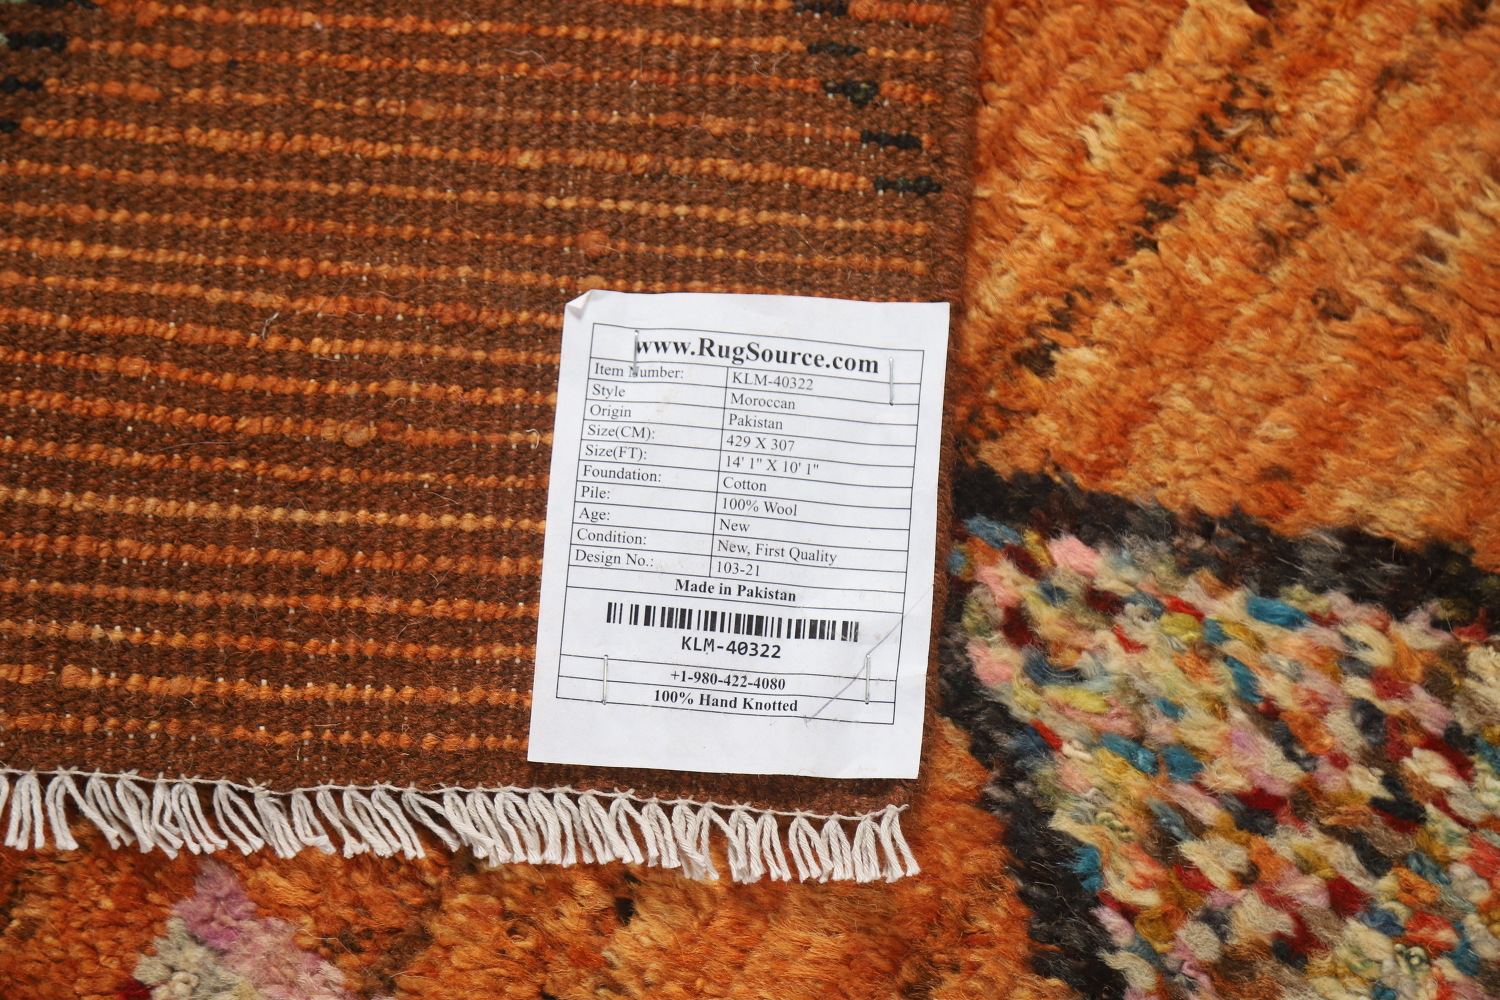 www.RugSource.com
Item Number: KLM-40322
Style Moroccan
Origin Pakistan
Size(CM): 429 X 307
Size(FT): 14' 1" X 10' 1"
Foundation: Cotton
Pile: 100% Wool
Age: New
Condition: New, First Quality
Design No.: 103-21
Made in Pakistan
KLM-40322
+1-980-422-4080
100% Hand Knotted